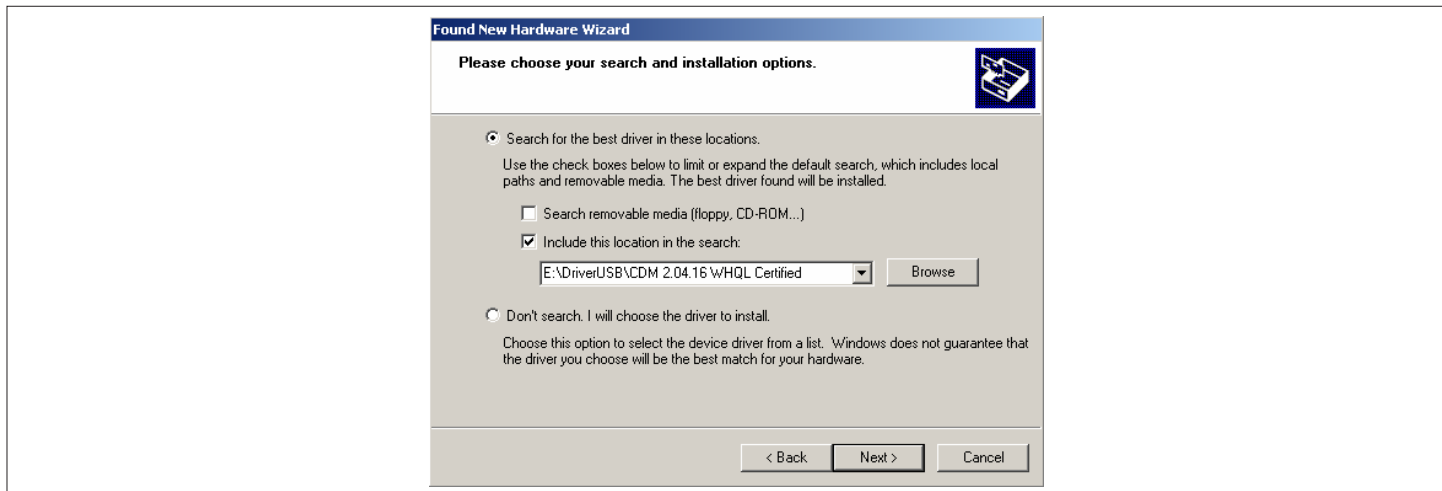 Found New Hardware Wizard
Please choose your search and installation options.
Search for the best driver in these locations.
Use the check boxes below to limit or expand the default search, which includes local
paths and removable media. The best driver found will be installed.
Search removable media (floppy, CD-ROM...)
Include this location in the search:
E:\DriverUSB\CDM 2.04.16 WHQL Certified
Browse
Don't search. I will choose the driver to install.
Choose this option to select the device driver from a list. Windows does not guarantee that
the driver you choose will be the best match for your hardware.
< Back
Next >
Cancel